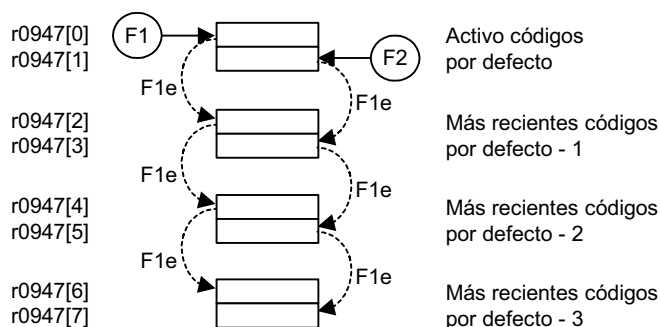 r0947[0]
r0947[1]
F1
F2
Activo códigos
por defecto
F1e
F1e
r0947[2]
r0947[3]
Más recientes códigos
por defecto - 1
F1e
F1e
r0947[4]
r0947[5]
Más recientes códigos
por defecto - 2
F1e
F1e
r0947[6]
r0947[7]
Más recientes códigos
por defecto - 3